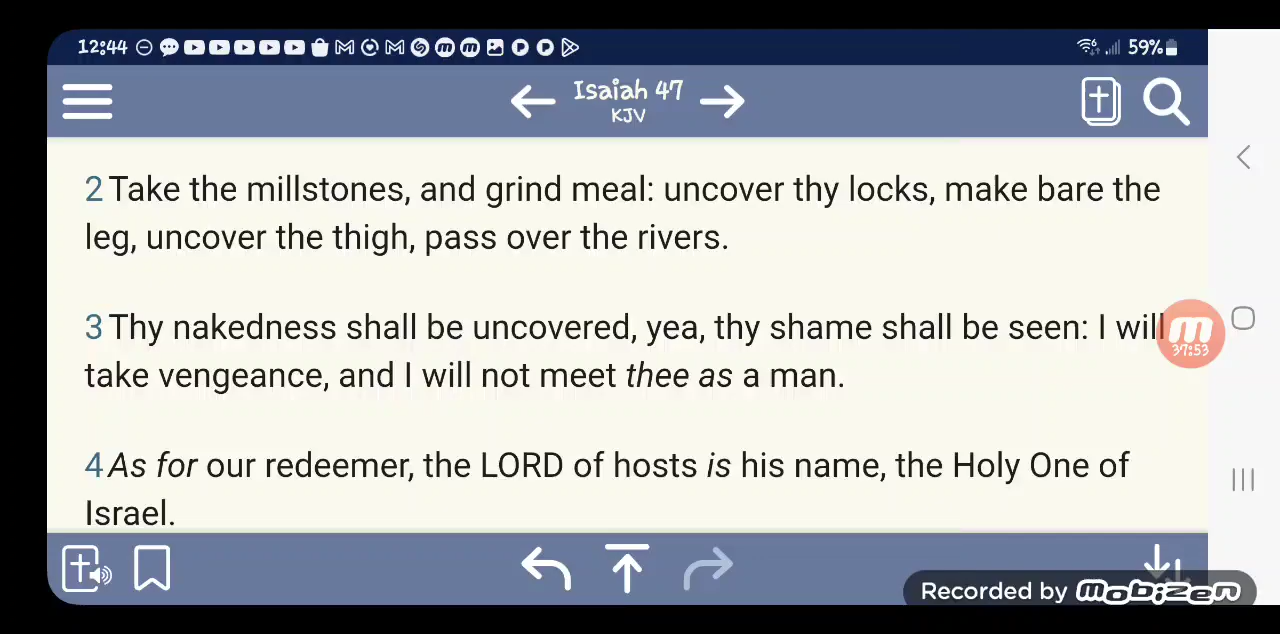 12:44
59%
Isaiah 47
KJV
2 Take the millstones, and grind meal: uncover thy locks, make bare the
leg, uncover the thigh, pass over the rivers.
3 Thy nakedness shall be uncovered, yea, thy shame shall be seen: I will
take vengeance, and I will not meet thee as a man.
37:53
4 As for our redeemer, the LORD of hosts is his name, the Holy One of
Israel.
Recorded by mobizen